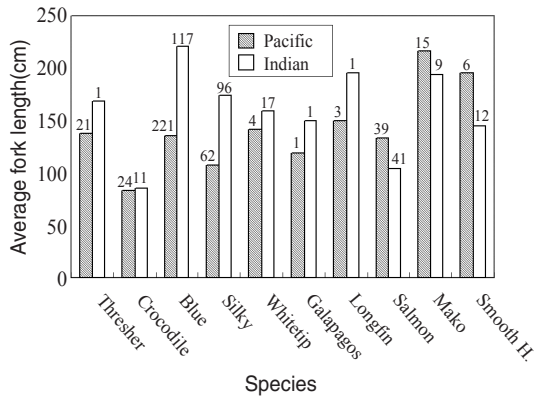 250
200
150
100
50
0
Average fork length(cm)
Pacific
Indian
21
1
24
11
221
117
62
96
4
17
1
1
3
1
39
41
15
9
6
12
Thresher
Crocodile
Blue
Silky
Whitetip
Galapagos
Longfin
Salmon
Mako
Smooth H.
Species